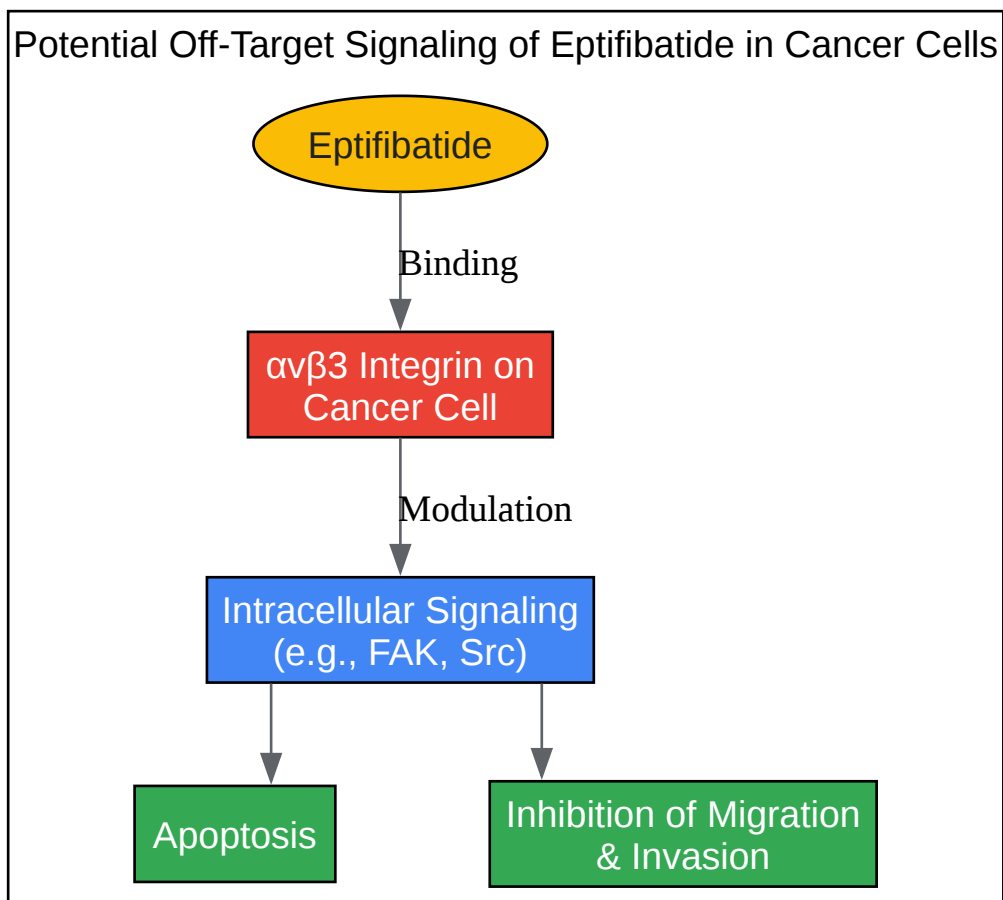 Potential Off-Target Signaling of Eptifibatide in Cancer Cells
Eptifibatide
Binding
αvβ3 Integrin on
Cancer Cell
Modulation
Intracellular Signaling
(e.g., FAK, Src)
Apoptosis
Inhibition of Migration
& Invasion